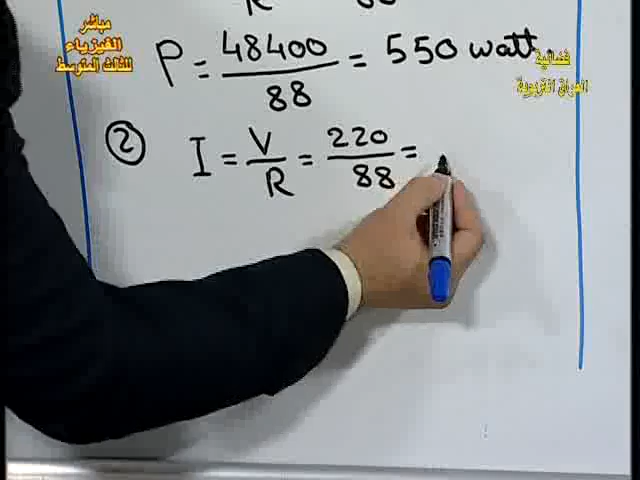 مباشر
الفيزياء
للثالث المتوسط
فضائية
العراق التربوية
R
P = 48400 / 88 = 550 watt.
② I = V / R = 220 / 88 =